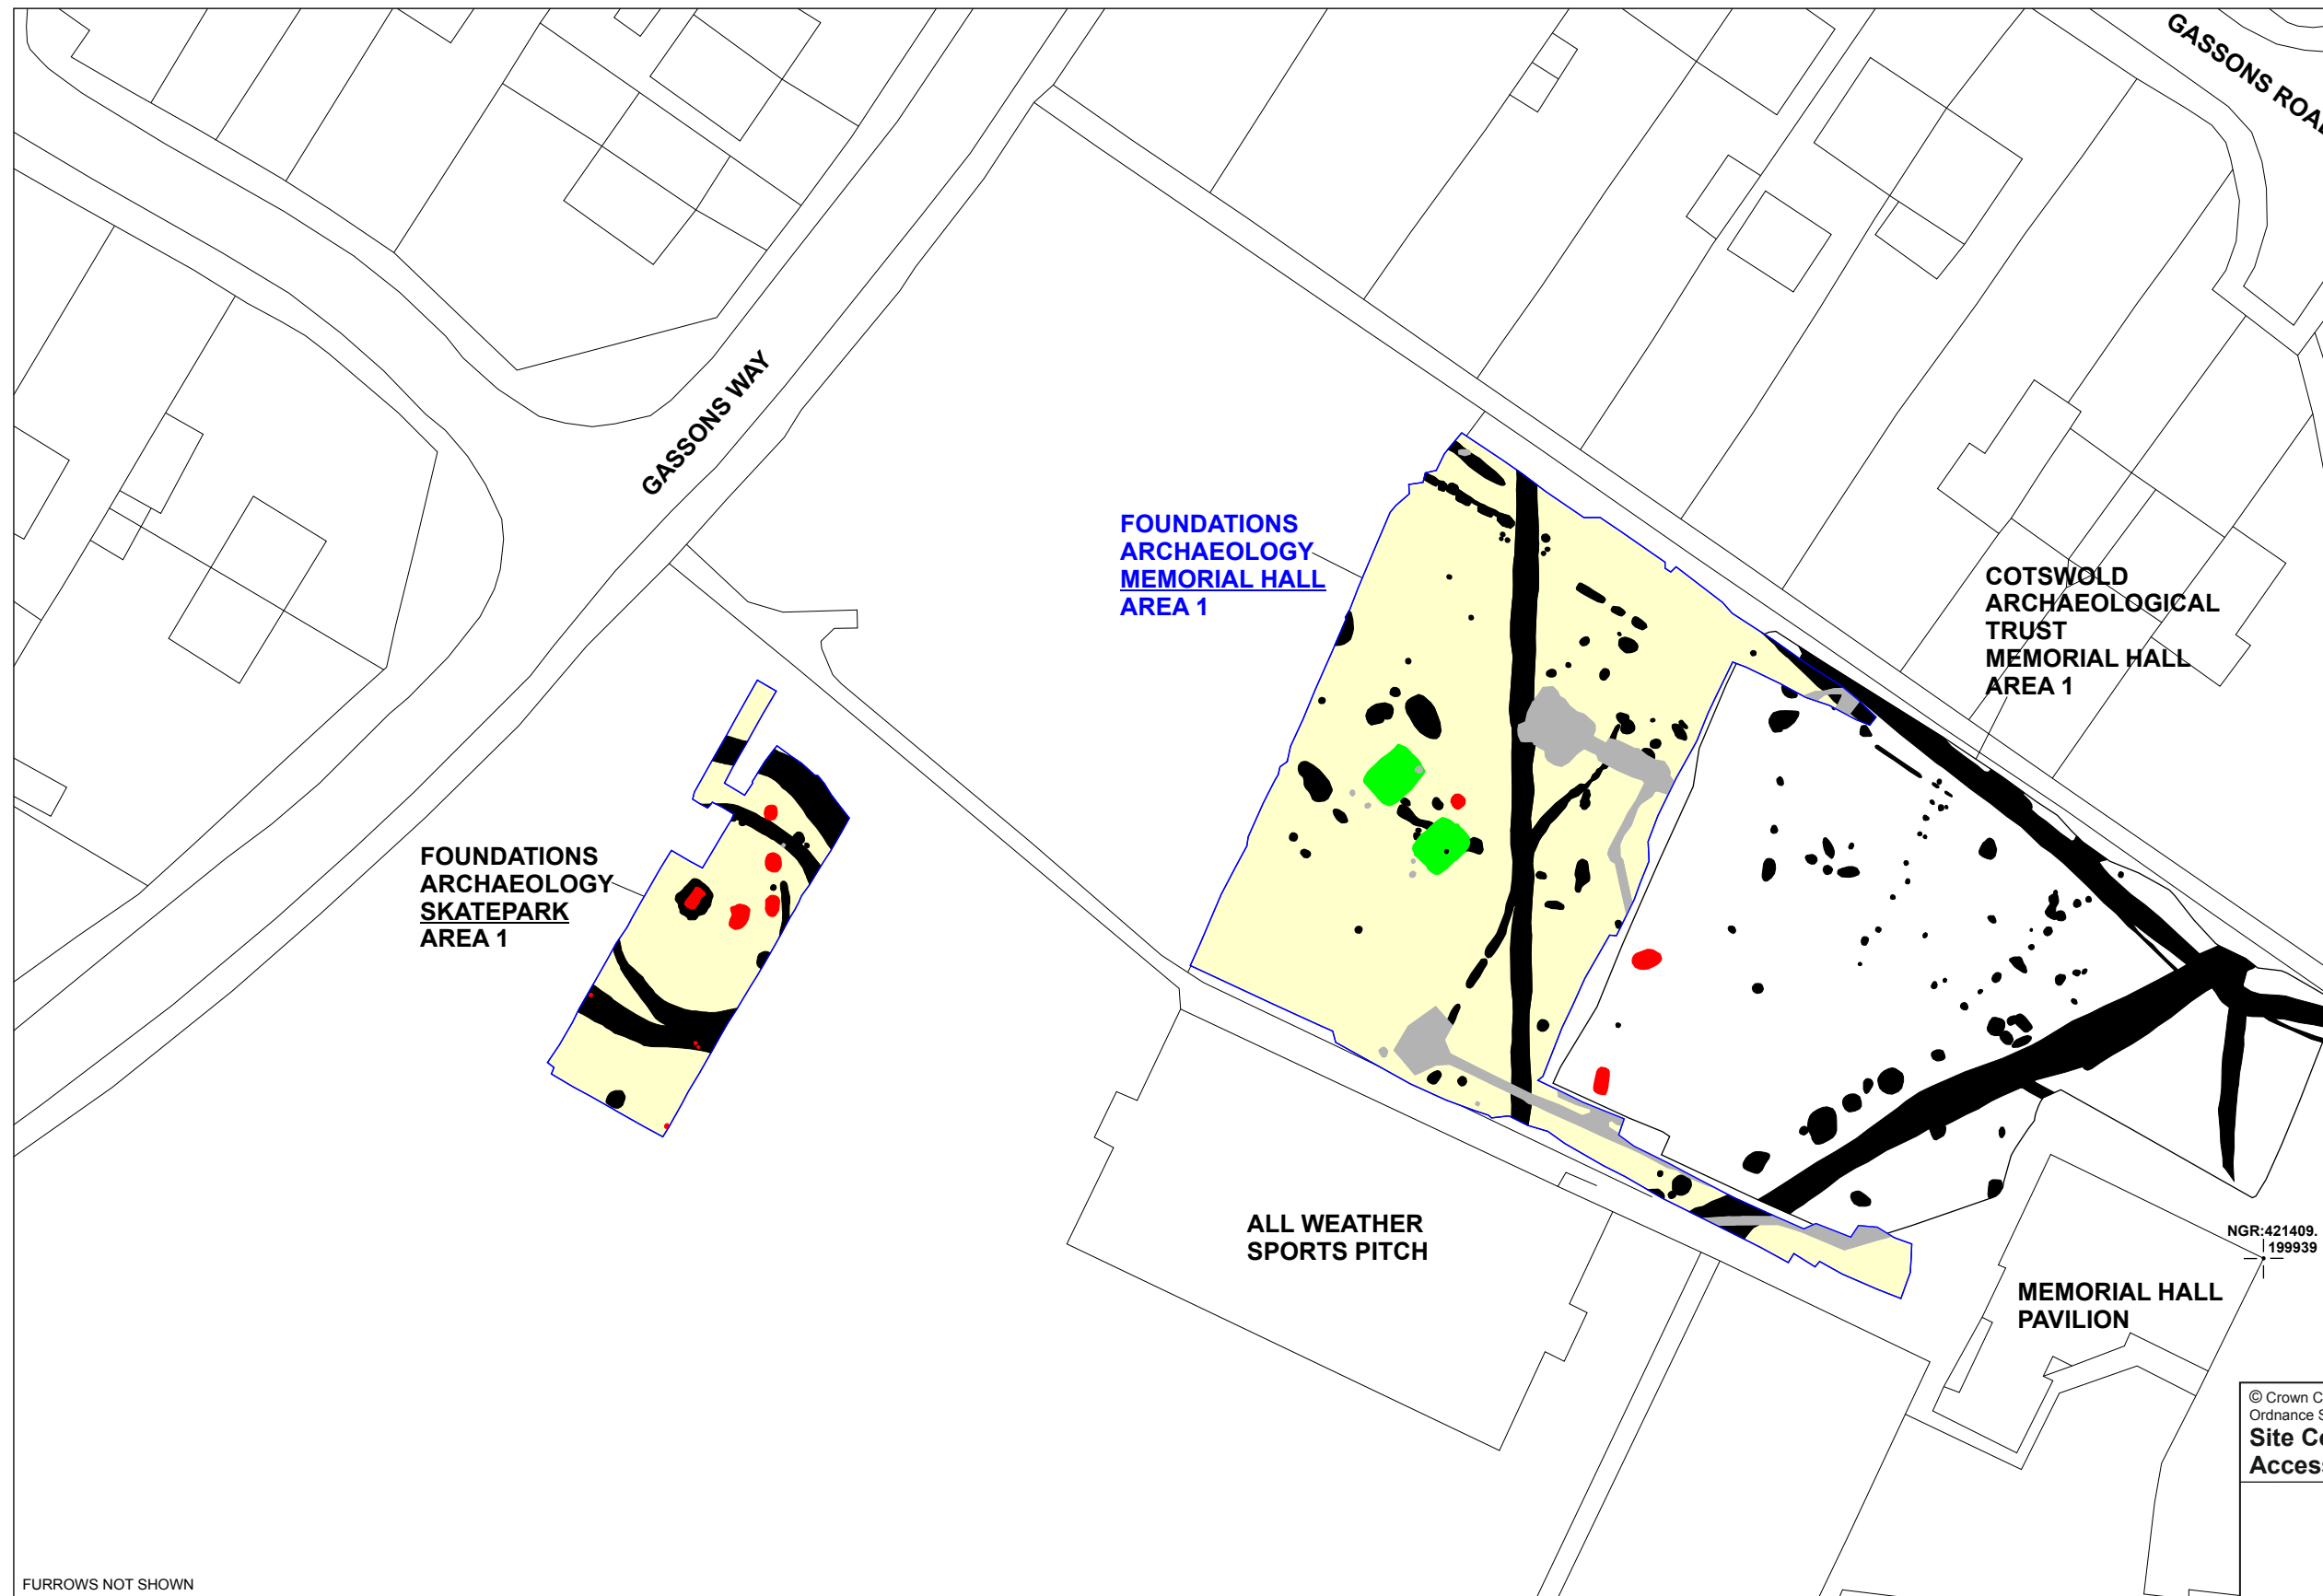 GASSONS ROAD
GASSONS WAY
FOUNDATIONS
ARCHAEOLOGY
MEMORIAL HALL
AREA 1
COTSWOLD
ARCHAEOLOGICAL
TRUST
MEMORIAL HALL
AREA 1
FOUNDATIONS
ARCHAEOLOGY
SKATEPARK
AREA 1
ALL WEATHER
SPORTS PITCH
NGR:421409.
199939
MEMORIAL HALL
PAVILION
© Crown C
Ordnance S
Site Co
Access
FURROWS NOT SHOWN